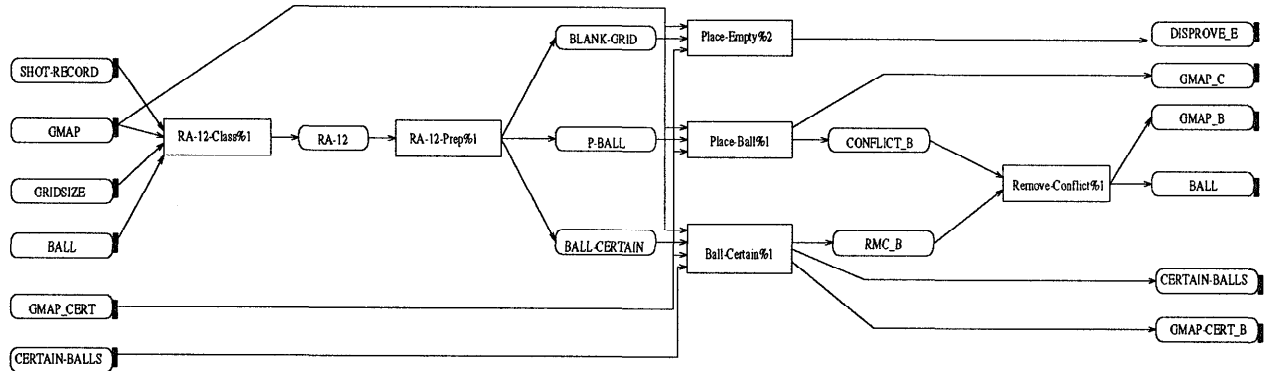 BLANK-GRID
Place-Empty%2
DISPROVE_E
SHOT-RECORD
GMAP_C
GMAP
RA-12-Class%1
RA-12
RA-12-Prep%1
P-BALL
Place-Ball%1
CONFLICT_B
GMAP_B
GRIDSIZE
Remove-Conflict%1
BALL
BALL
BALL-CERTAIN
Ball-Certain%1
RMC_B
CERTAIN-BALLS
GMAP_CERT
GMAP-CERT_B
CERTAIN-BALLS